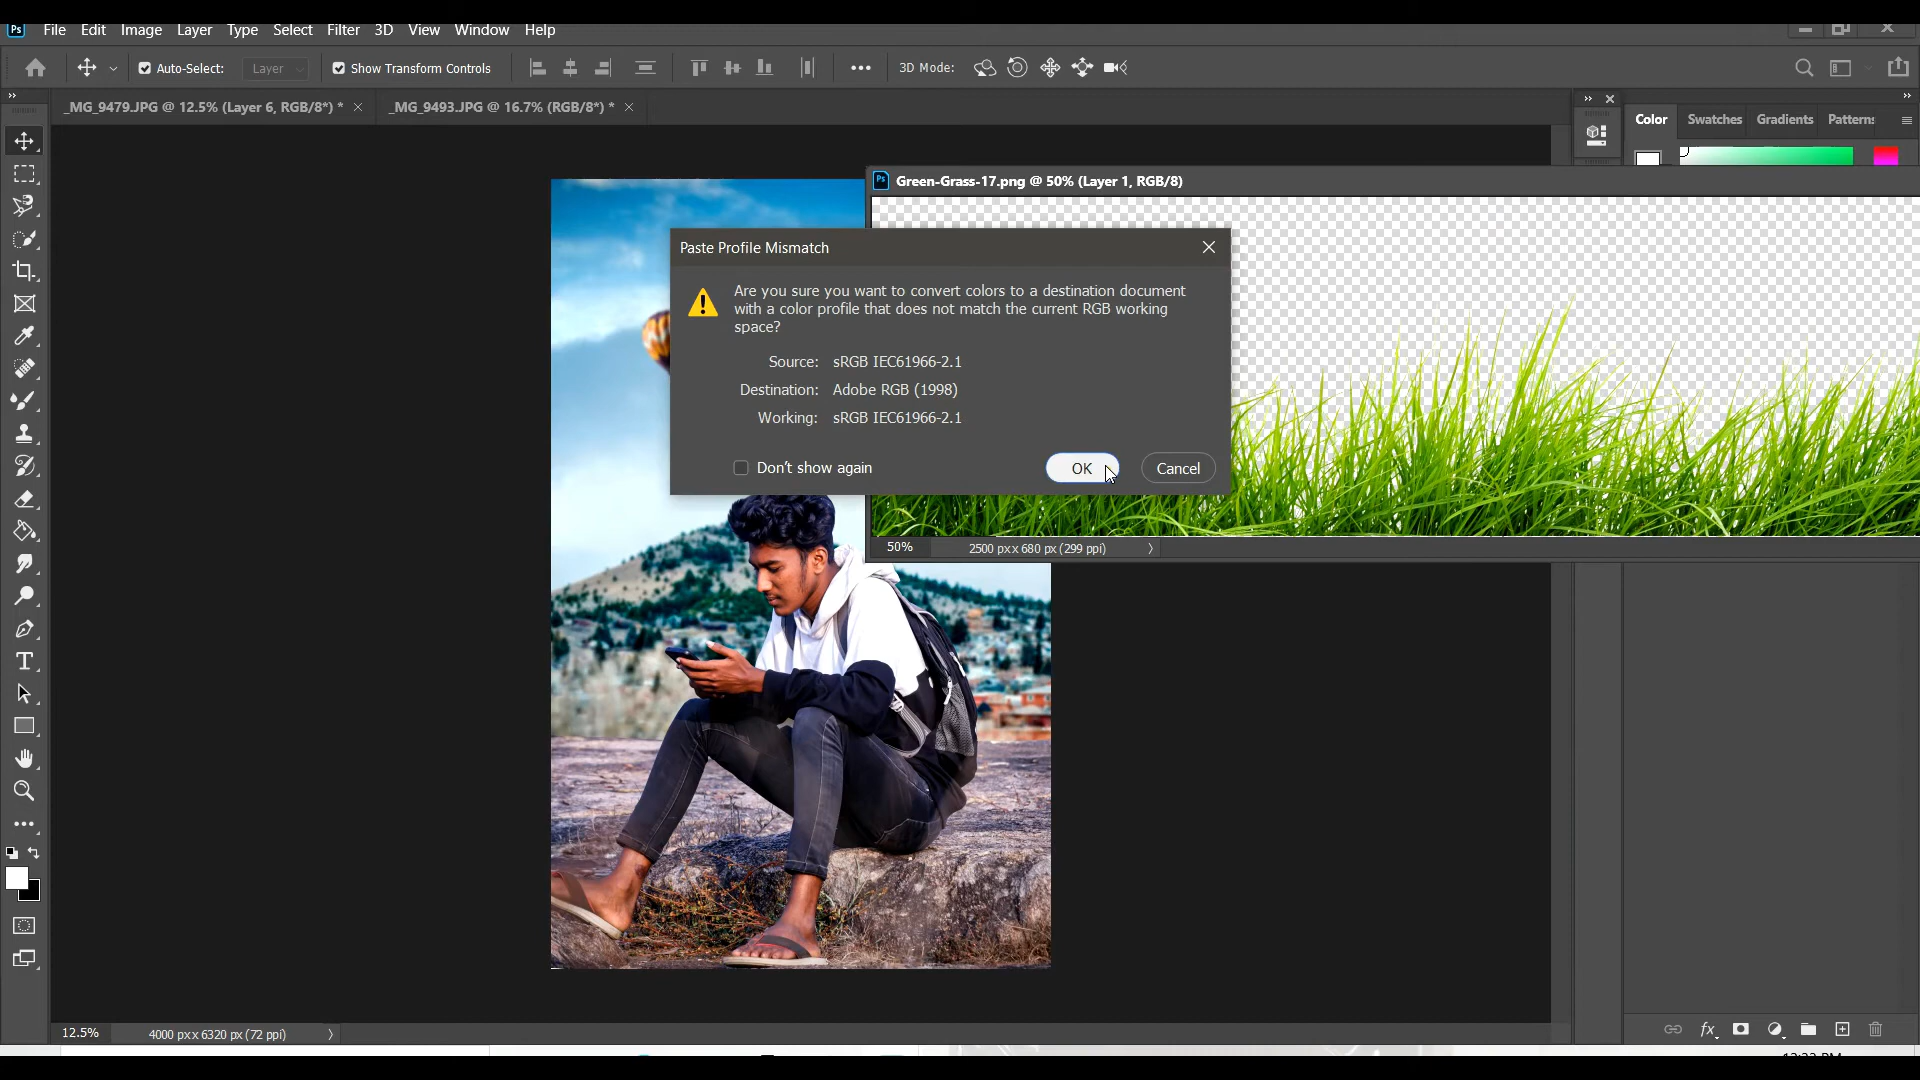 Ps File Edit Image Layer Type Select Filter 3D View Window Help
Auto-Select: Layer Show Transform Controls 3D Mode:
_MG_9479.JPG @ 12.5% (Layer 6, RGB/8*) * _MG_9493.JPG @ 16.7% (RGB/8*) *
Color Swatches Gradients Patterns
Ps Green-Grass-17.png @ 50% (Layer 1, RGB/8)
Paste Profile Mismatch
Are you sure you want to convert colors to a destination document
with a color profile that does not match the current RGB working
space?
Source: sRGB IEC61966-2.1
Destination: Adobe RGB (1998)
Working: sRGB IEC61966-2.1
Don't show again OK Cancel
50% 2500 px x 680 px (299 ppi)
12.5% 4000 px x 6320 px (72 ppi)
fx